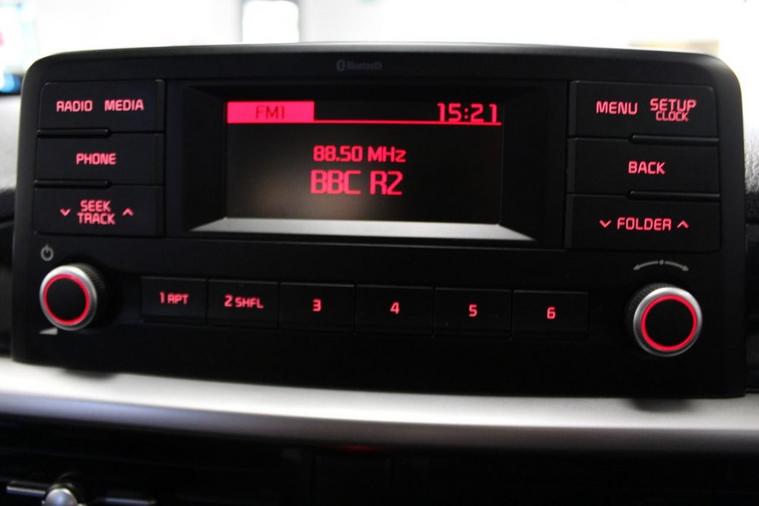 Bluetooth
RADIO MEDIA
PHONE
SEEK
TRACK
FM1 15:21
88.50 MHz
BBC R2
MENU SETUP
CLOCK
BACK
FOLDER
1 RPT 2 SHFL 3 4 5 6